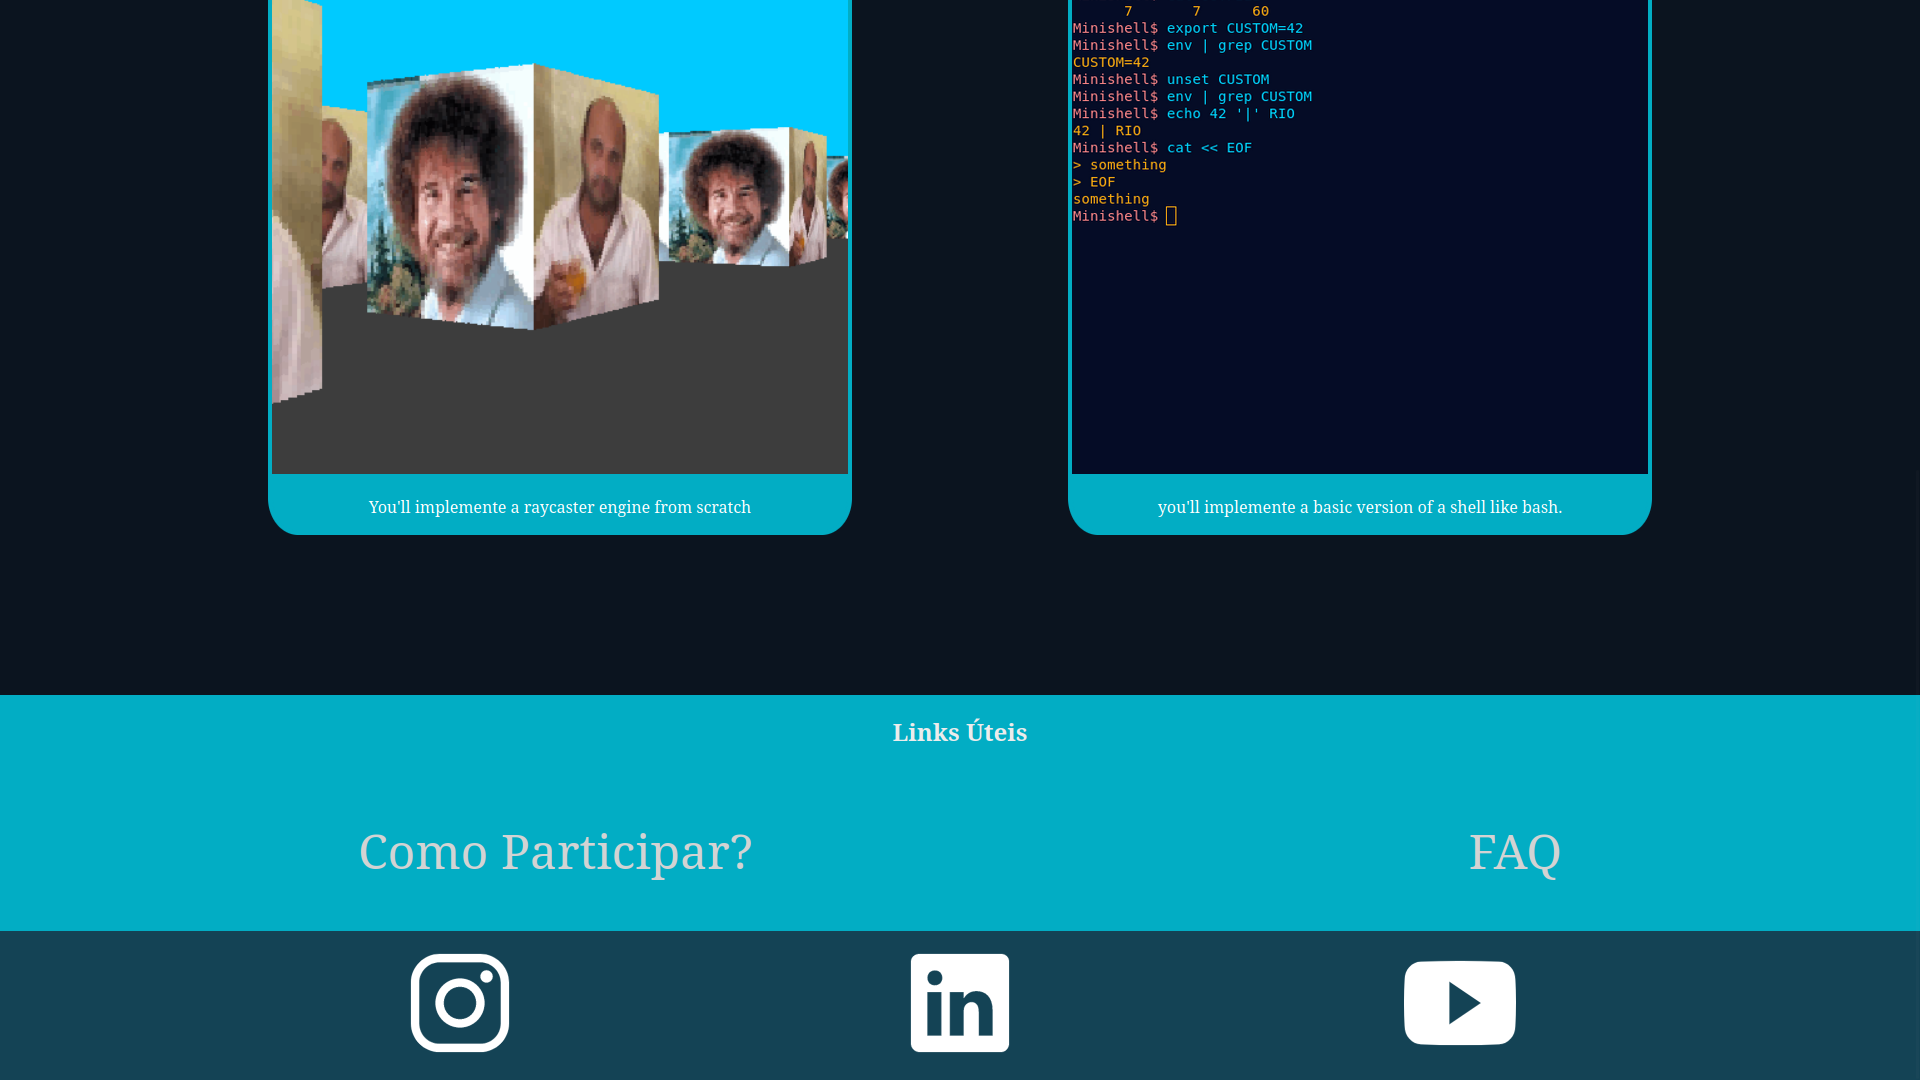 7 7 60
Minishell$ export CUSTOM=42
Minishell$ env | grep CUSTOM
CUSTOM=42
Minishell$ unset CUSTOM
Minishell$ env | grep CUSTOM
Minishell$ echo 42 '|' RIO
42 | RIO
Minishell$ cat << EOF
> something
> EOF
something
Minishell$
You'll implemente a raycaster engine from scratch
you'll implemente a basic version of a shell like bash.
Links Úteis
Como Participar?
FAQ
in